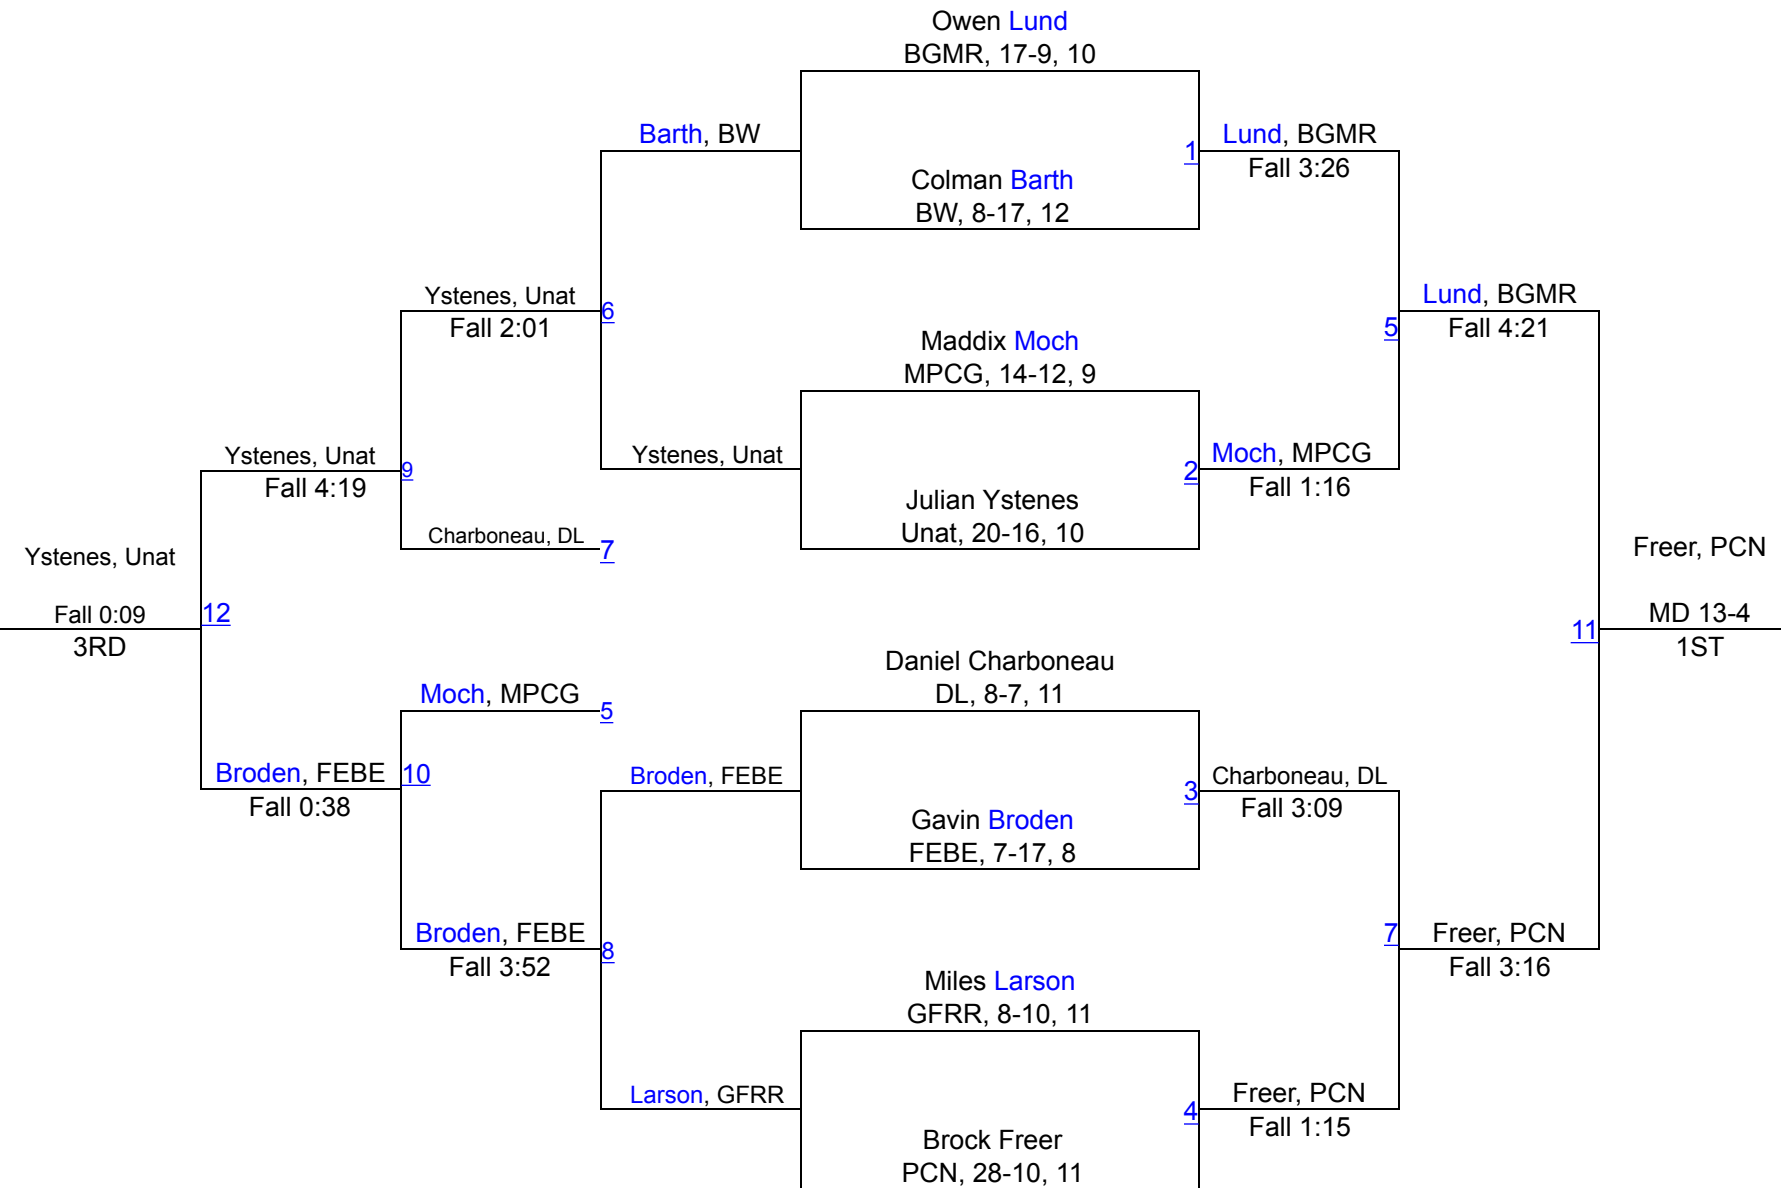 Owen Lund
BGMR, 17-9, 10
Barth, BW
1
Lund, BGMR
Fall 3:26
Colman Barth
BW, 8-17, 12
Ystenes, Unat
Fall 2:01
6
Lund, BGMR
Fall 4:21
5
Maddix Moch
MPCG, 14-12, 9
Ystenes, Unat
Fall 4:19
9
Ystenes, Unat
2
Moch, MPCG
Fall 1:16
Julian Ystenes
Unat, 20-16, 10
Charboneau, DL
7
Ystenes, Unat
Fall 0:09
3RD
12
Freer, PCN
MD 13-4
1ST
11
Daniel Charboneau
DL, 8-7, 11
Moch, MPCG
5
Broden, FEBE
Fall 0:38
10
Broden, FEBE
3
Charboneau, DL
Fall 3:09
Gavin Broden
FEBE, 7-17, 8
Broden, FEBE
Fall 3:52
8
7
Freer, PCN
Fall 3:16
Miles Larson
GFRR, 8-10, 11
Larson, GFRR
4
Freer, PCN
Fall 1:15
Brock Freer
PCN, 28-10, 11